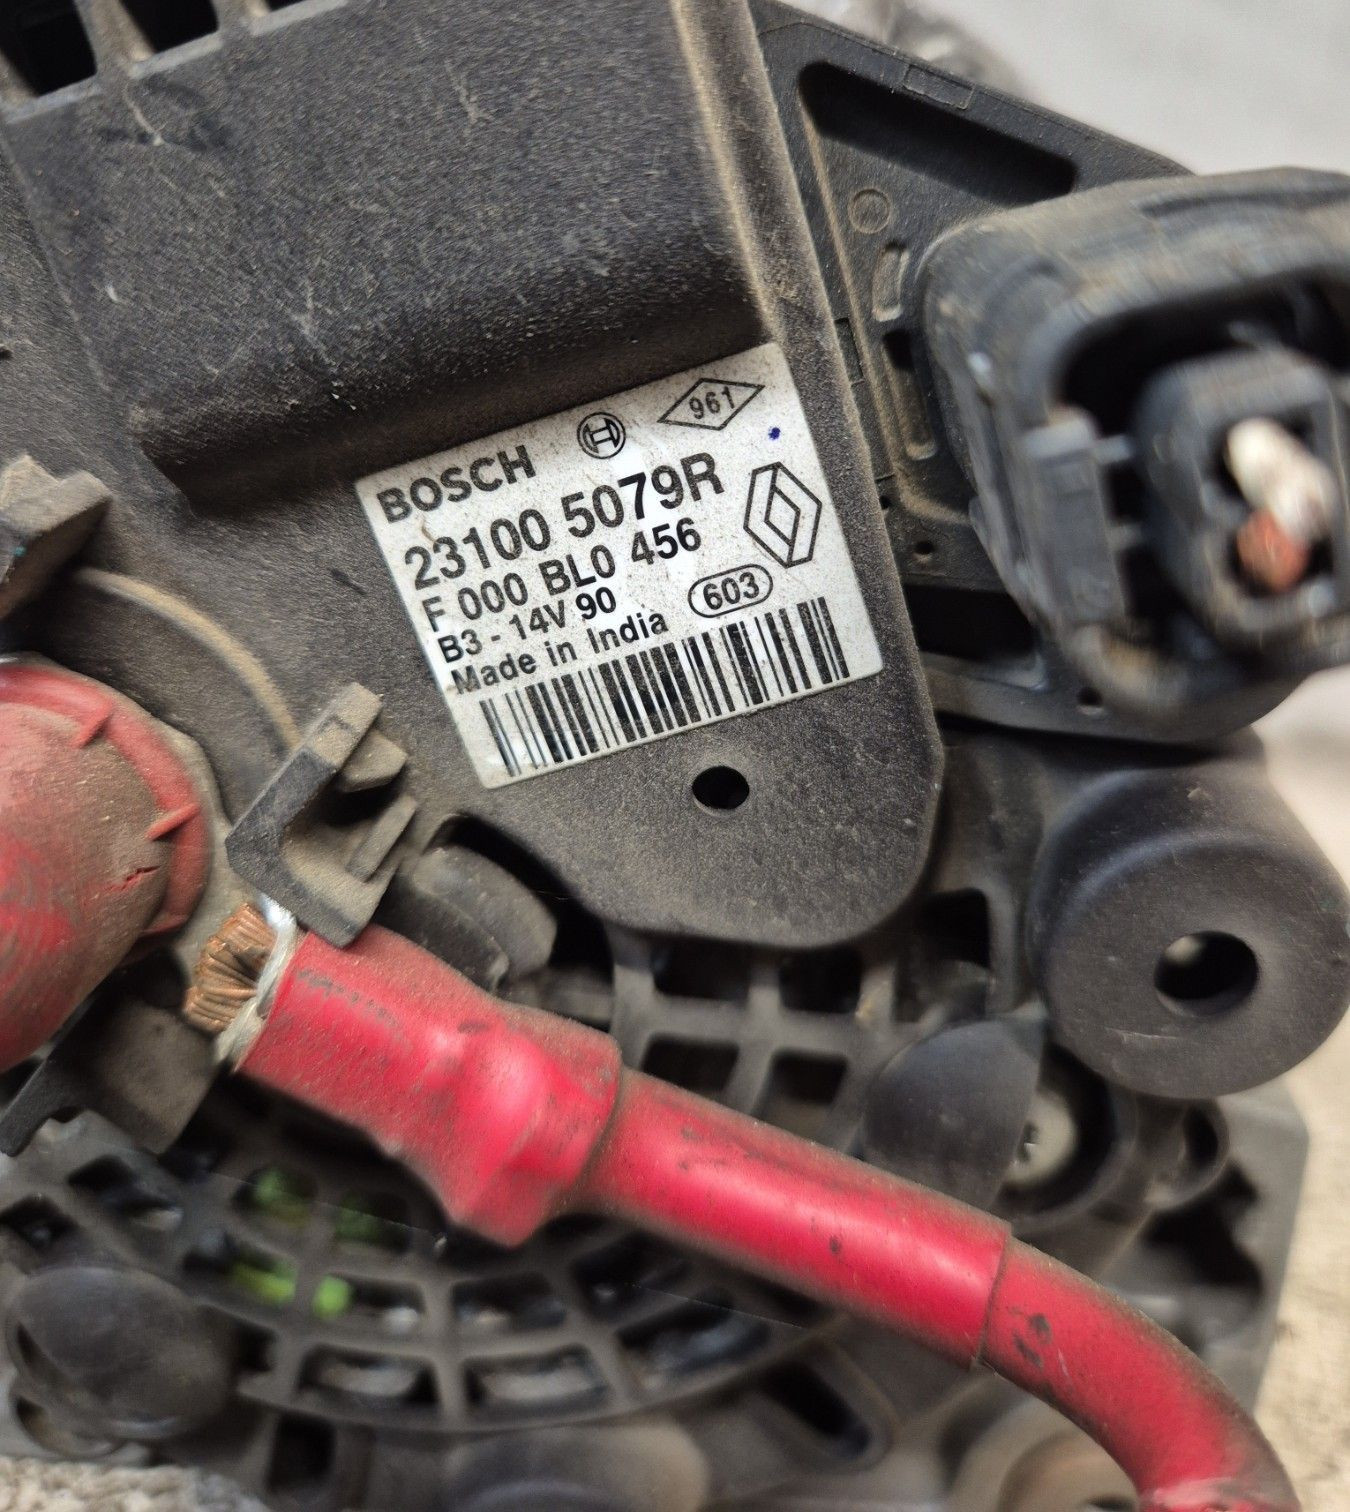 961
BOSCH
23100 5079R
F 000 BL0 456
B3 - 14V 90
603
Made in India